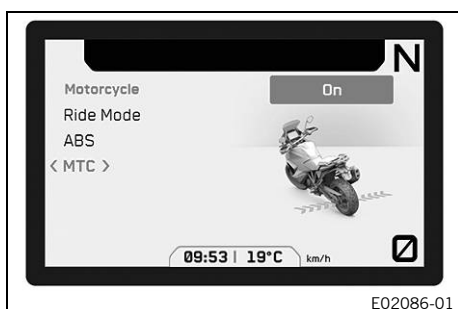 N
Motorcycle
On
Ride Mode
ABS
< MTC >
09:53 | 19°C
km/h
0
E02086-01